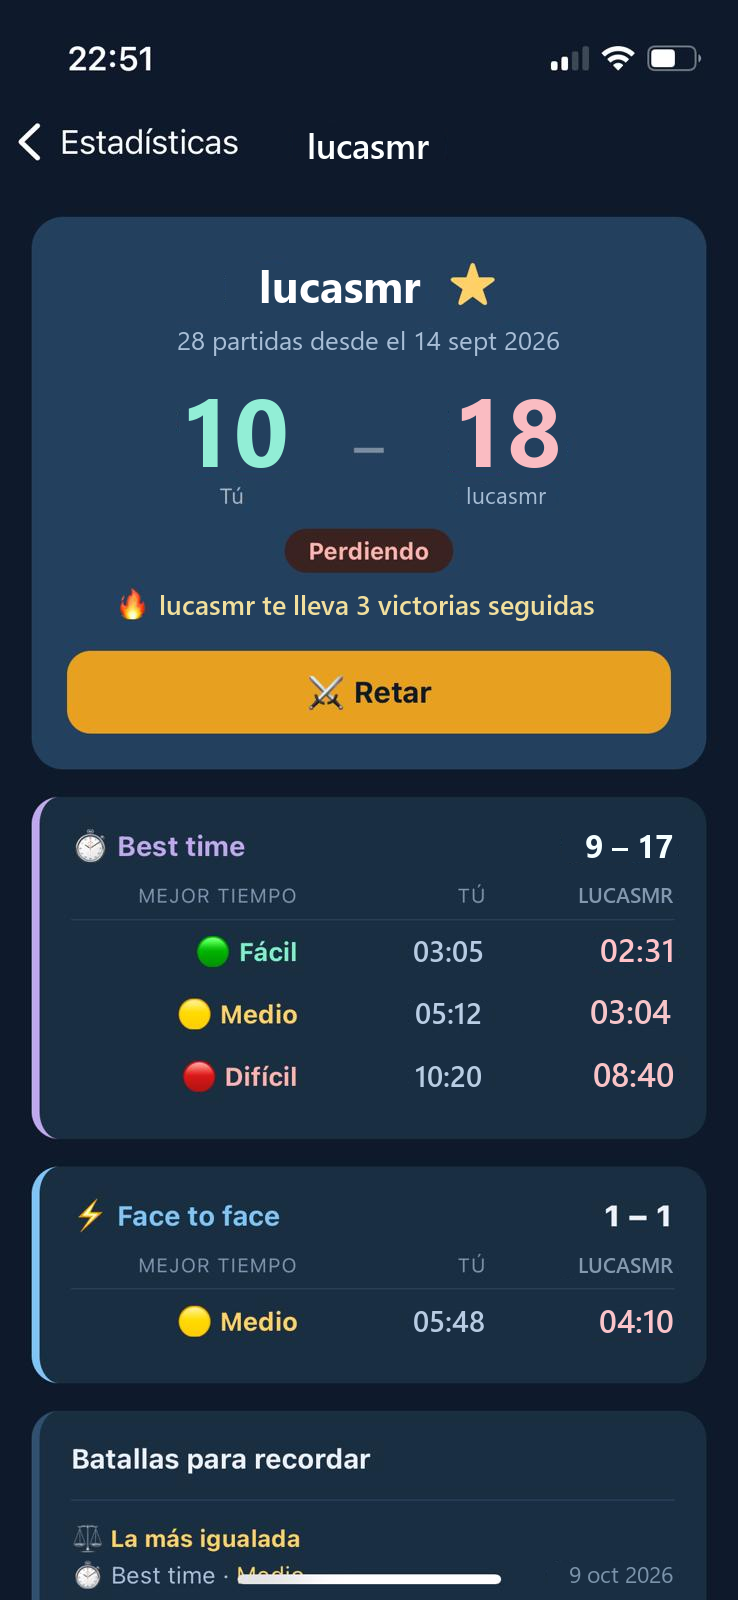 22:51
Estadísticas lucasmr
lucasmr
28 partidas desde el 14 sept 2026
10 – 18
Tú lucasmr
Perdiendo
lucasmr te lleva 3 victorias seguidas
Retar
Best time 9 – 17
MEJOR TIEMPO TÚ LUCASMR
Fácil 03:05 02:31
Medio 05:12 03:04
Difícil 10:20 08:40
Face to face 1 – 1
MEJOR TIEMPO TÚ LUCASMR
Medio 05:48 04:10
Batallas para recordar
La más igualada
Best time · Medio 9 oct 2026